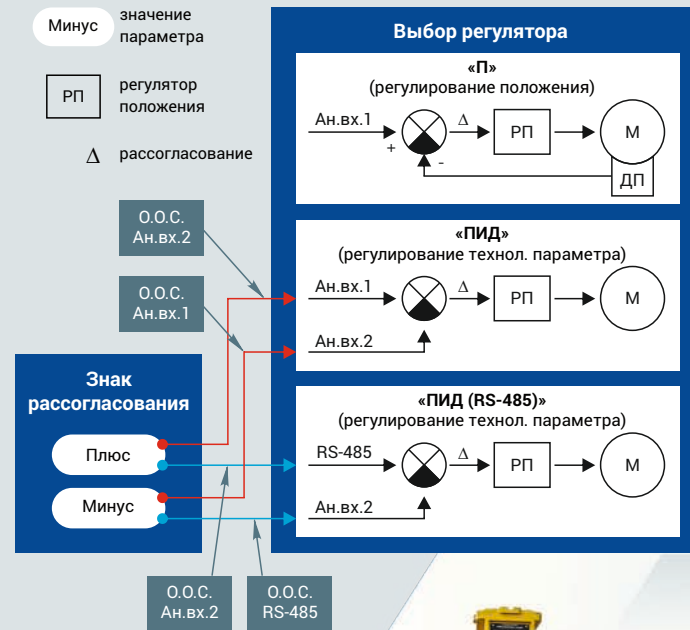 Минус
значение
параметра
РП
регулятор
положения
Δ рассогласование
О.О.С.
Ан.вх.2
О.О.С.
Ан.вх.1
Знак
рассогласования
Плюс
Минус
О.О.С.
Ан.вх.2
О.О.С.
RS-485
Выбор регулятора
«П»
(регулирование положения)
Ан.вх.1
+
-
Δ
РП
М
ДП
«ПИД»
(регулирование технол. параметра)
Ан.вх.1
Δ
РП
М
Ан.вх.2
«ПИД (RS-485)»
(регулирование технол. параметра)
RS-485
Δ
РП
М
Ан.вх.2